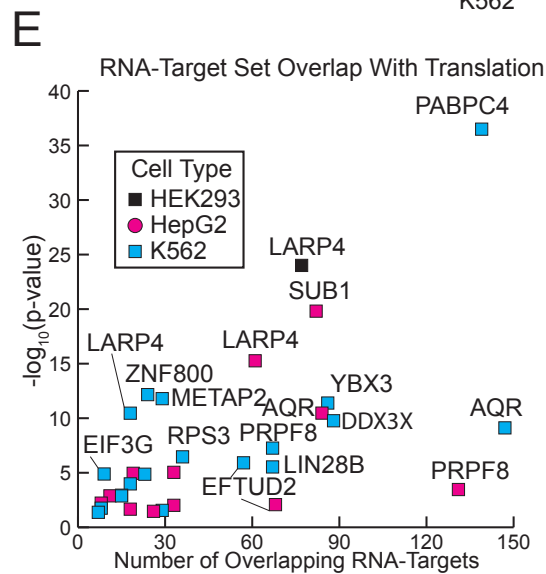 K562
E
RNA-Target Set Overlap With Translation
40
35
30
25
20
15
10
5
0
-log10(p-value)
Cell Type
HEK293
HepG2
K562
PABPC4
LARP4
SUB1
LARP4
LARP4
ZNF800
METAP2
YBX3
AQR
DDX3X
AQR
EIF3G
RPS3
PRPF8
LIN28B
EFTUD2
PRPF8
0 30 60 90 120 150
Number of Overlapping RNA-Targets